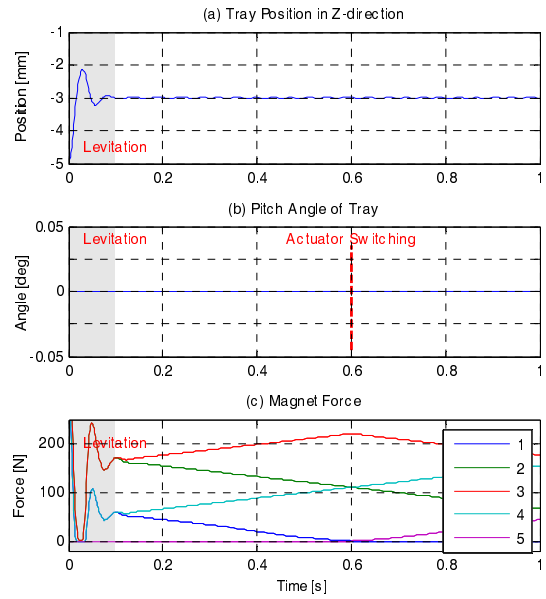 (a) Tray Position in Z-direction
-1
-2
-3
-4
-5
Position [mm]
Levitation
0 0.2 0.4 0.6 0.8 1
(b) Pitch Angle of Tray
0.05
0
-0.05
Angle [deg]
Levitation
Actuator Switching
0 0.2 0.4 0.6 0.8 1
(c) Magnet Force
200
100
0
Force [N]
Levitation
1
2
3
4
5
0 0.2 0.4 0.6 0.8 1
Time [s]